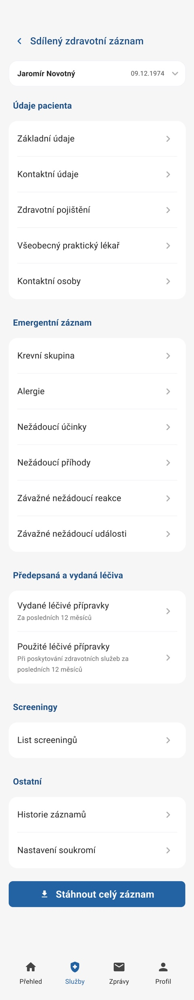 Sdílený zdravotní záznam
Jaromír Novotný 09.12.1974
Údaje pacienta
Základní údaje
Kontaktní údaje
Zdravotní pojištění
Všeobecný praktický lékař
Kontaktní osoby
Emergentní záznam
Krevní skupina
Alergie
Nežádoucí účinky
Nežádoucí příhody
Závažné nežádoucí reakce
Závažné nežádoucí události
Předepsaná a vydaná léčiva
Vydané léčivé přípravky
Za posledních 12 měsíců
Použité léčivé přípravky
Při poskytování zdravotních služeb za
posledních 12 měsíců
Screeningy
List screeningů
Ostatní
Historie záznamů
Nastavení soukromí
Stáhnout celý záznam
Přehled Služby Zprávy Profil